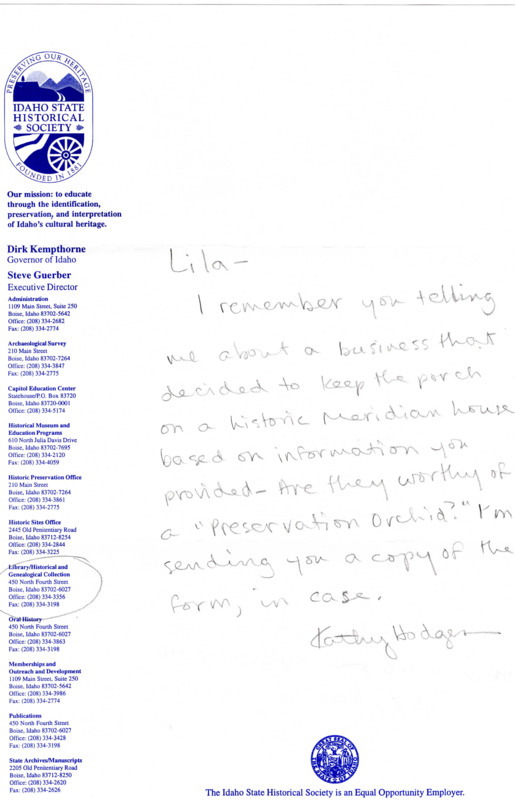 PRESERVING OUR HERITAGE
IDAHO STATE
HISTORICAL
SOCIETY
FOUNDED IN 1881
Our mission: to educate
through the identification,
preservation, and interpretation
of Idaho's cultural heritage.
Dirk Kempthorne
Governor of Idaho
Steve Guerber
Executive Director
Administration
1109 Main Street, Suite 250
Boise, Idaho 83702-5642
Office: (208) 334-2682
Fax: (208) 334-2774
Archaeological Survey
210 Main Street
Boise, Idaho 83702-7264
Office: (208) 334-3847
Fax: (208) 334-2775
Capitol Education Center
Statehouse/P.O. Box 83720
Boise, Idaho 83720-0001
Office: (208) 334-5174
Historical Museum and
Education Programs
610 North Julia Davis Drive
Boise, Idaho 83702-7695
Office: (208) 334-2120
Fax: (208) 334-4059
Historic Preservation Office
210 Main Street
Boise, Idaho 83702-7264
Office: (208) 334-3861
Fax: (208) 334-2775
Historic Sites Office
2445 Old Penitentiary Road
Boise, Idaho 83712-8254
Office: (208) 334-2844
Fax: (208) 334-3225
Library/Historical and
Genealogical Collection
450 North Fourth Street
Boise, Idaho 83702-6027
Office: (208) 334-3356
Fax: (208) 334-3198
Oral History
450 North Fourth Street
Boise, Idaho 83702-6027
Office: (208) 334-3863
Fax: (208) 334-3198
Memberships and
Outreach and Development
1109 Main Street, Suite 250
Boise, Idaho 83702-5642
Office: (208) 334-3986
Fax: (208) 334-2774
Publications
450 North Fourth Street
Boise, Idaho 83702-6027
Office: (208) 334-3428
Fax: (208) 334-3198
State Archives/Manuscripts
2205 Old Penitentiary Road
Boise, Idaho 83712-8250
Office: (208) 334-2620
Fax: (208) 334-2626
Lila-
I remember you telling
me about a business that
decided to keep the porch
on a historic Meridian house
based on information you
provided- Are they worthy of
a "Preservation Orchid?" I'm
sending you a copy of the
form, in case.
Kathy Hodges
The Idaho State Historical Society is an Equal Opportunity Employer.